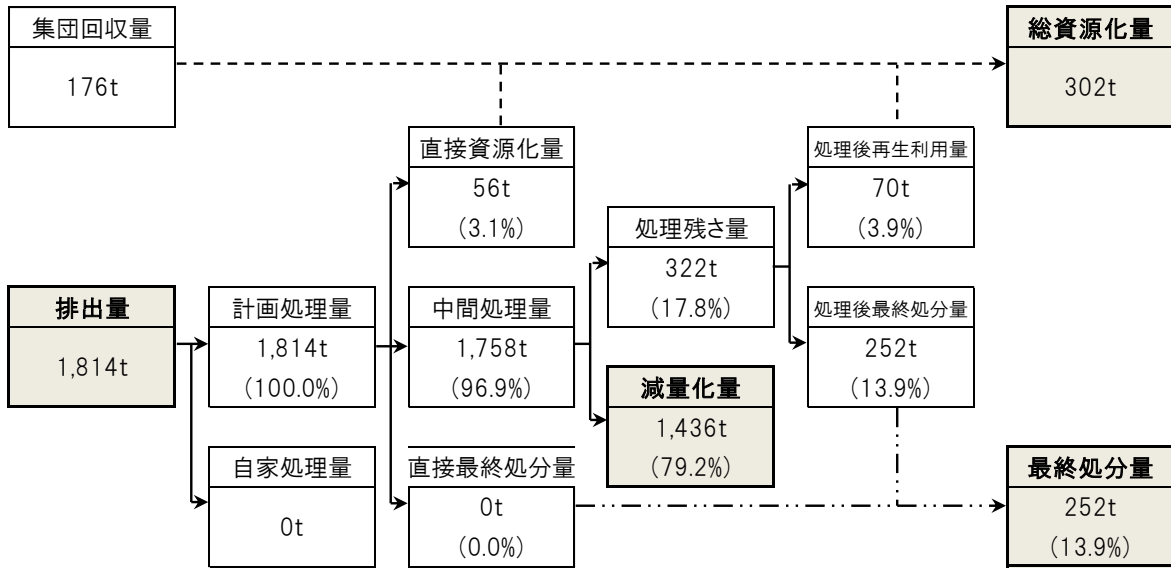 集団回収量
176t
総資源化量
302t
直接資源化量
56t
(3.1%)
処理後再生利用量
70t
(3.9%)
処理残さ量
322t
(17.8%)
排出量
1,814t
計画処理量
1,814t
(100.0%)
中間処理量
1,758t
(96.9%)
処理後最終処分量
252t
(13.9%)
減量化量
1,436t
(79.2%)
自家処理量
0t
直接最終処分量
0t
(0.0%)
最終処分量
252t
(13.9%)